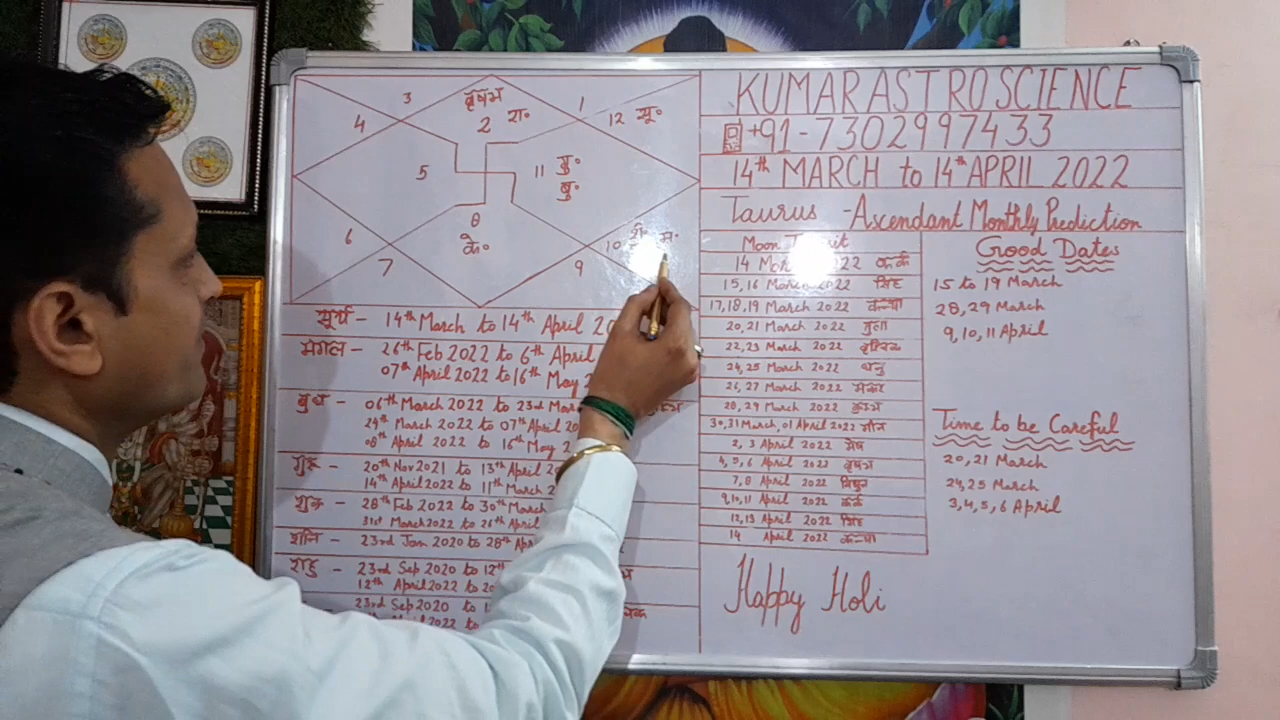 3
वृषभ
1
4
2 रा॰
12 सू॰
5
11 गु॰
बु॰
8
के॰
6
10 श॰ मं॰
7
9
सूर्य - 14th March to 14th April
मंगल - 26th Feb 2022 to 6th April
07th April 2022 to 16th May
बुध - 06th March 2022 to 23rd
29th March 2022 to 07th April
08th April 2022 to 16th May
गुरु - 20th Nov 2021 to 13th April
14th April 2022 to 11th March
शुक्र - 28th Feb 2022 to 30th March
31st March 2022 to 26th April
शनि - 23rd Jan 2020 to 28th
राहु - 23rd Sep 2020 to 12th
12th April 2022 to
23rd Sep 2020 to
2022 to
KUMAR ASTRO SCIENCE
+91-7302997433
14th MARCH to 14th APRIL 2022
Taurus - Ascendant Monthly Prediction
Moon
14 2022 कर्क
15, 16 March 2022 सिंह
17, 18, 19 March 2022 कन्या
20, 21 March 2022 तुला
22, 23 March 2022 वृश्चिक
24, 25 March 2022 धनु
26, 27 March 2022 मकर
28, 29 March 2022 कुम्भ
30, 31 March, 01 April 2022 मीन
2, 3 April 2022 मेष
4, 5, 6 April 2022 वृषभ
7, 8 April 2022 मिथुन
9, 10, 11 April 2022 कर्क
12, 13 April 2022 सिंह
14 April 2022 कन्या
Good Dates
15 to 19 March
28, 29 March
9, 10, 11 April
Time to be Careful
20, 21 March
24, 25 March
3, 4, 5, 6 April
Happy Holi